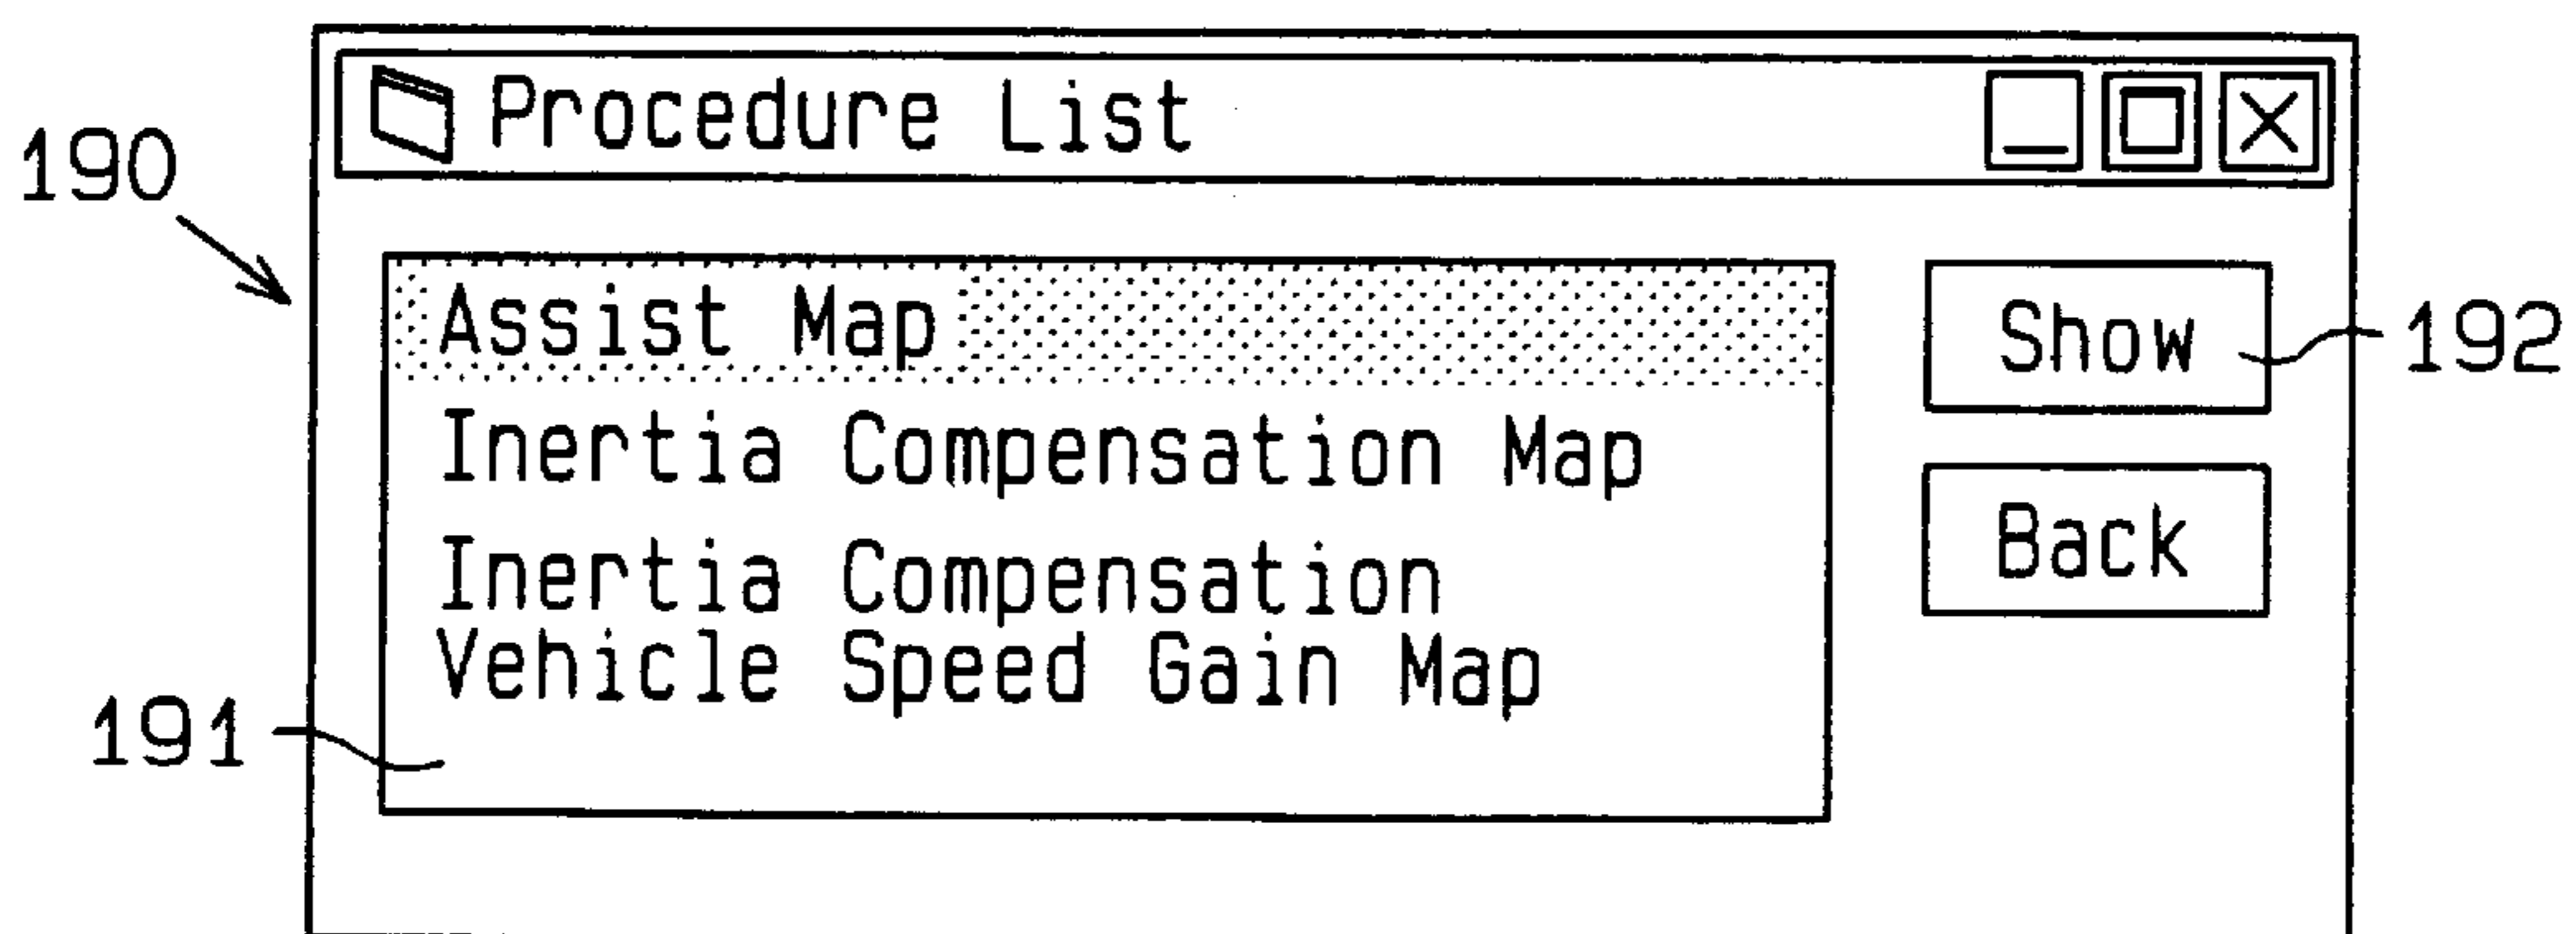 Procedure List
190
Assist Map
Show
192
Inertia Compensation Map
Back
Inertia Compensation
Vehicle Speed Gain Map
191